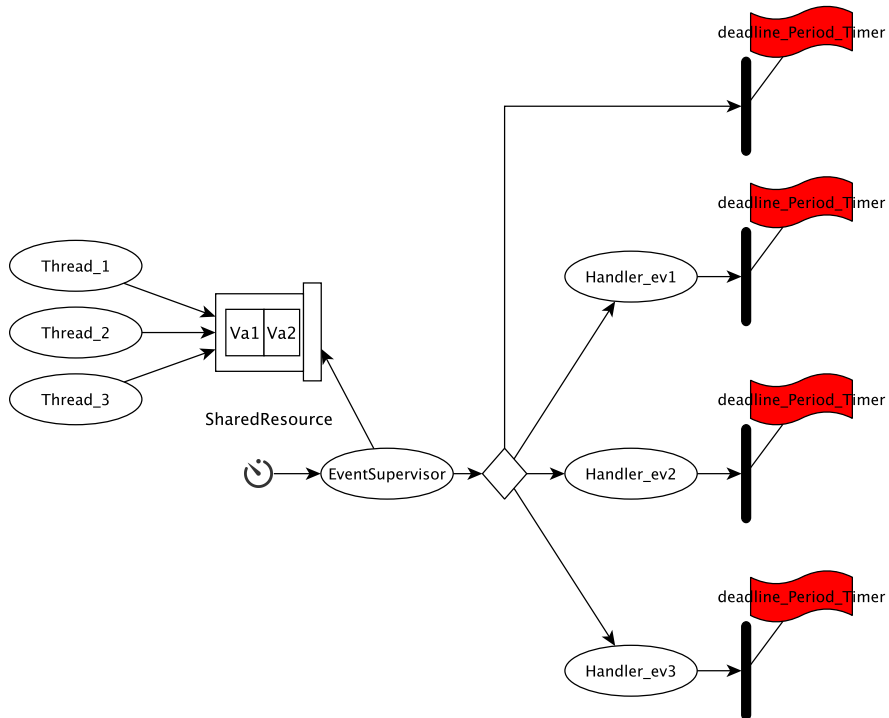 deadline_Period_Timer
deadline_Period_Timer
Thread_1
Handler_ev1
Thread_2
Va1
Va2
Thread_3
deadline_Period_Timer
SharedResource
EventSupervisor
Handler_ev2
deadline_Period_Timer
Handler_ev3